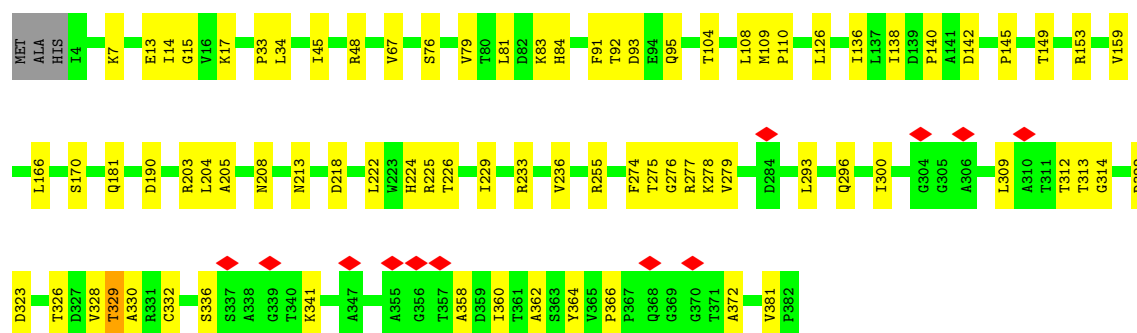 MET ALA HIS I4 K7 E13 I14 G15 V16 K17 P33 L34 I45 R48 V67 S76 V79 T80 L81 D82 K83 H84 F91 T92 D93 E94 Q95 T104 L108 M109 P110 L126 I136 L137 I138 D139 P140 A141 D142 P145 T149 R153 V159
L166 S170 Q181 D190 R203 L204 A205 N208 N213 D218 L222 W223 H224 R225 T226 I229 R233 V236 R255 F274 T275 G276 R277 K278 V279 D284 L293 Q296 I300 G304 G305 A306 L309 A310 T311 T312 T313 G314
D323 T326 D327 V328 T329 A330 R331 C332 S336 S337 A338 G339 T340 K341 A347 A355 G356 T357 A358 D359 I360 T361 A362 S363 Y364 V365 P366 P367 Q368 G369 G370 T371 A372 V381 P382